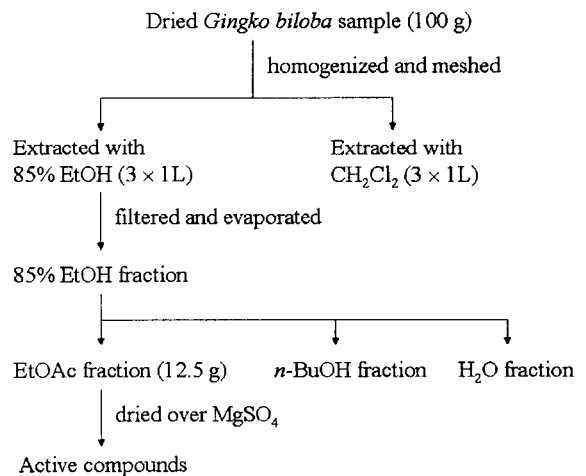 Dried Gingko biloba sample (100 g)
homogenized and meshed
Extracted with
85% EtOH (3 × 1L)
Extracted with
CH₂Cl₂ (3 × 1L)
filtered and evaporated
85% EtOH fraction
EtOAc fraction (12.5 g)
n-BuOH fraction
H₂O fraction
dried over MgSO₄
Active compounds